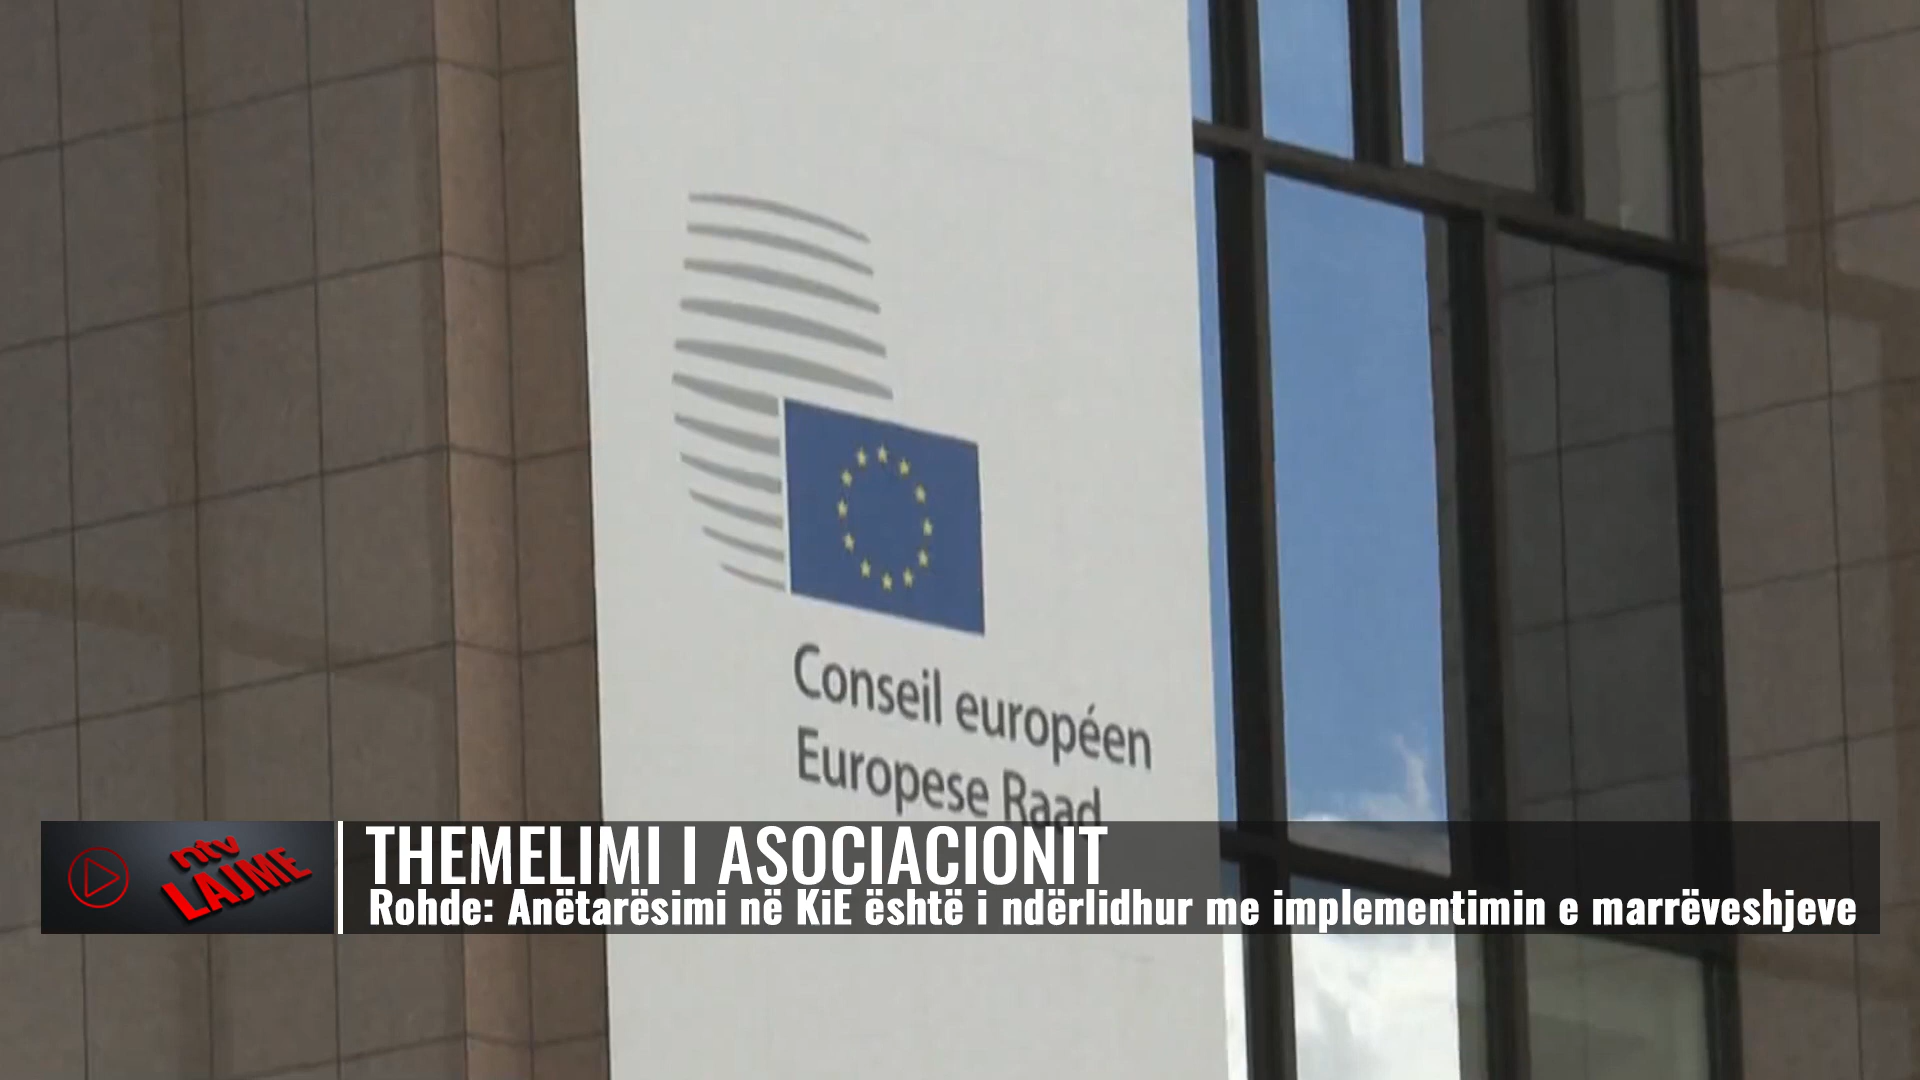 Conseil européen
Europese Raad
ntv
LAJME
THEMELIMI I ASOCIACIONIT
Rohde: Anëtarësimi në KiE është i ndërlidhur me implementimin e marrëveshjeve